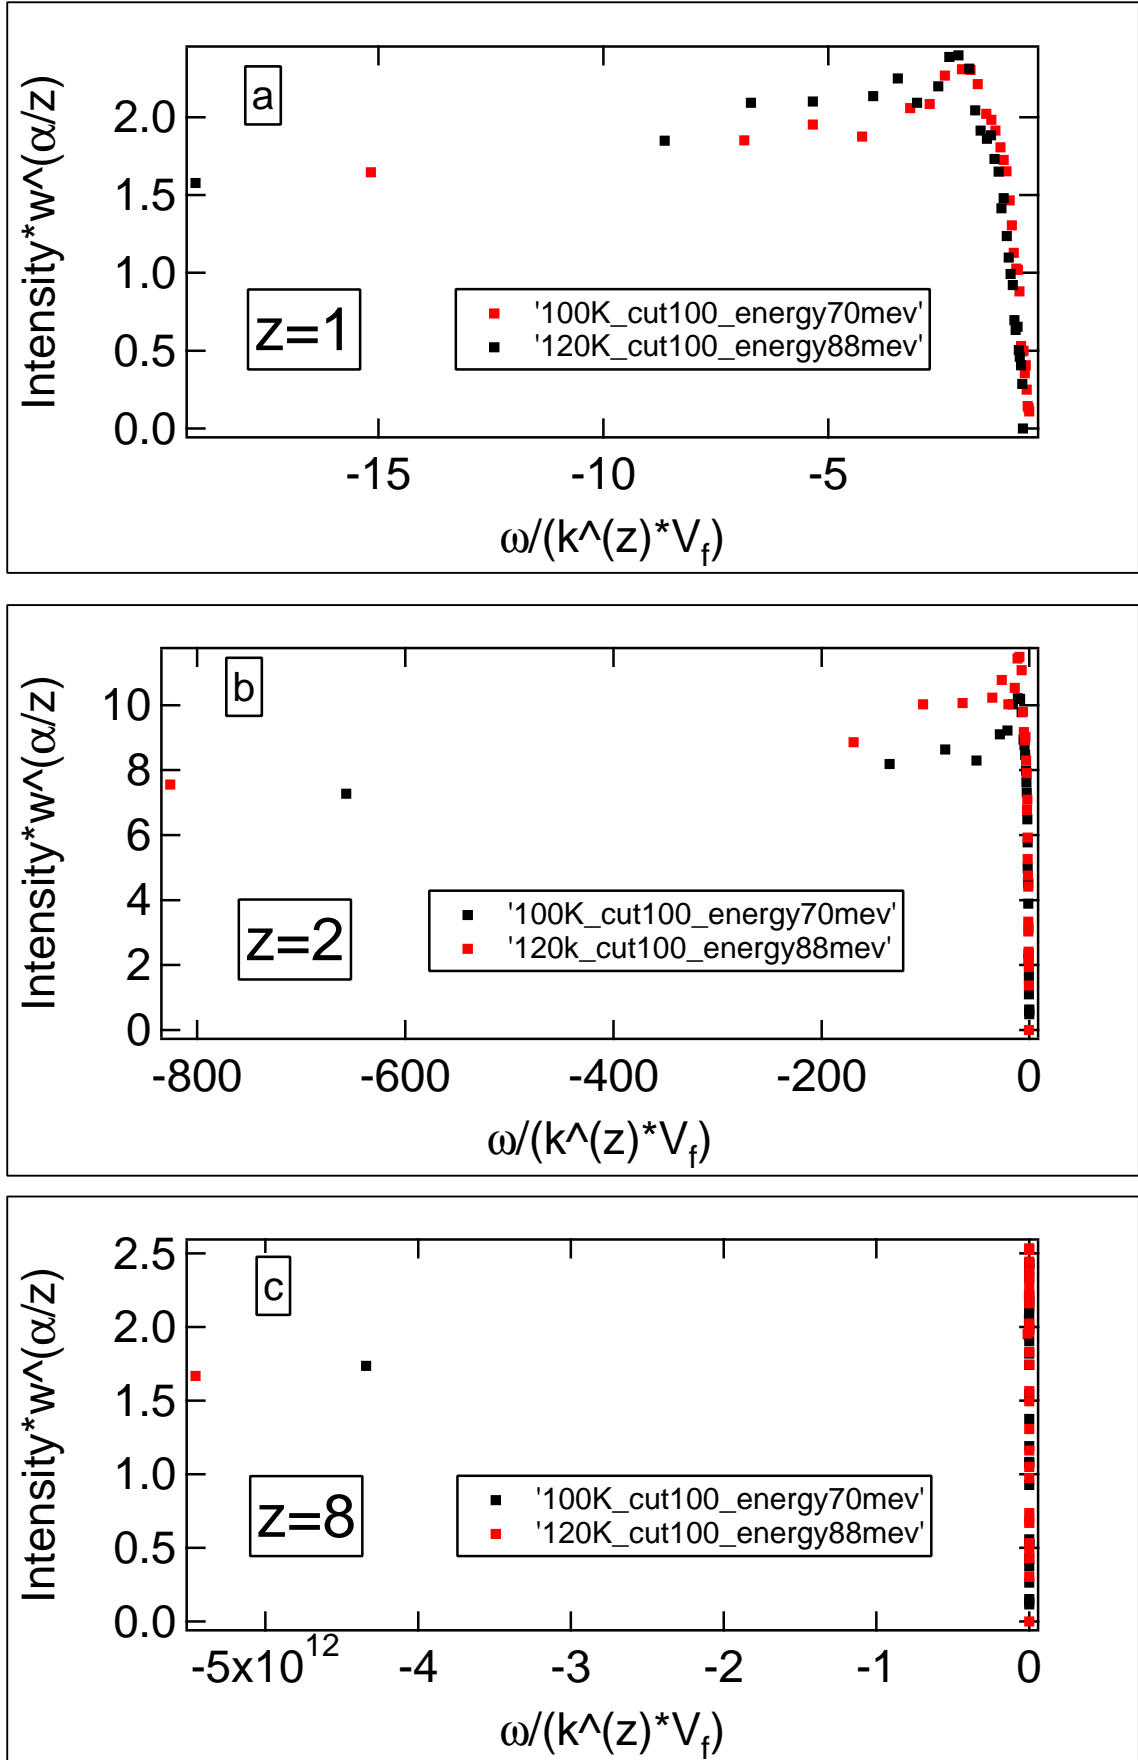 a
Intensity*w^(α/z)
2.0
1.5
1.0
0.5
0.0
z=1
'100K_cut100_energy70mev'
'120K_cut100_energy88mev'
-15
-10
-5
ω/(k^(z)*V_f)
b
Intensity*w^(α/z)
10
8
6
4
2
0
z=2
'100K_cut100_energy70mev'
'120k_cut100_energy88mev'
-800
-600
-400
-200
0
ω/(k^(z)*V_f)
c
Intensity*w^(α/z)
2.5
2.0
1.5
1.0
0.5
0.0
z=8
'100K_cut100_energy70mev'
'120K_cut100_energy88mev'
-5x10^12
-4
-3
-2
-1
0
ω/(k^(z)*V_f)